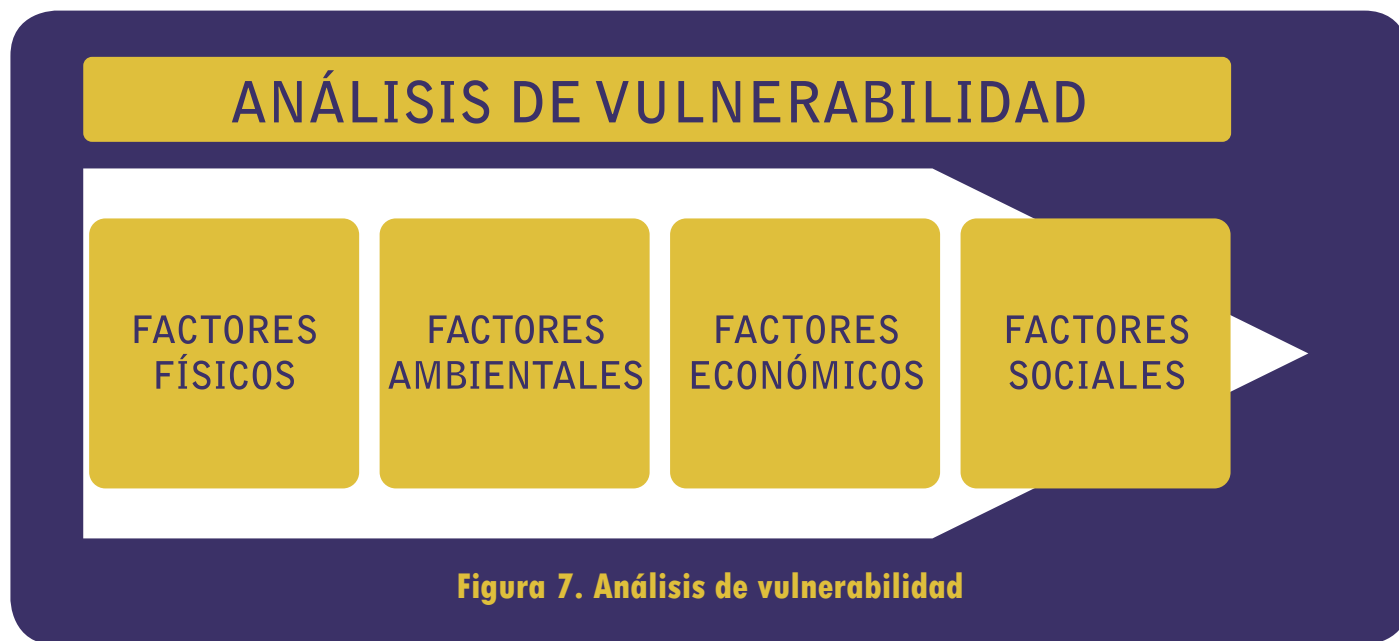 ANÁLISIS DE VULNERABILIDAD
FACTORES
FÍSICOS
FACTORES
AMBIENTALES
FACTORES
ECONÓMICOS
FACTORES
SOCIALES
Figura 7. Análisis de vulnerabilidad